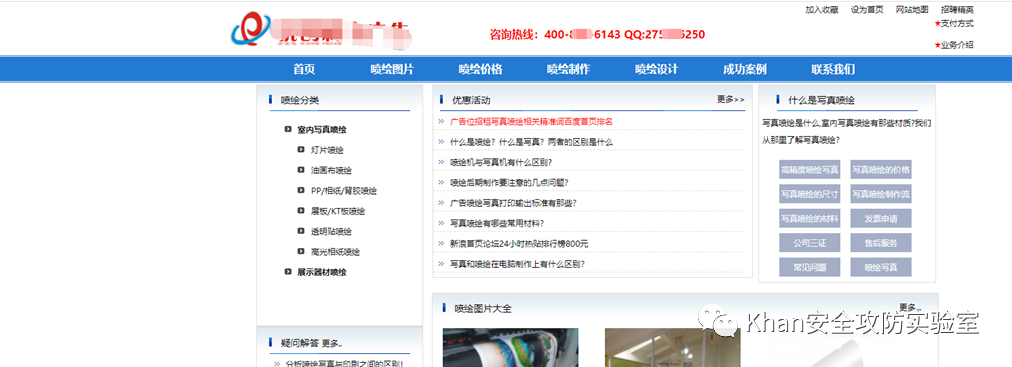 加入收藏 设为首页 网站地图 招聘精英
★支付方式
咨询热线：400-8 6143 QQ:275 6250
★业务介绍
首页 喷绘图片 喷绘价格 喷绘制作 喷绘设计 成功案例 联系我们
喷绘分类
室内写真喷绘
灯片喷绘
油画布喷绘
PP/相纸/背胶喷绘
展板/KT板喷绘
透明贴喷绘
高光相纸喷绘
展示器材喷绘
疑问解答 更多..
分析喷绘写真与印刷之间的区别！
优惠活动 更多>>
广告位招租写真喷绘相关精准词百度首页排名
什么是喷绘？什么是写真？两者的区别是什么
喷绘机与写真机有什么区别？
喷绘后期制作要注意的几点问题？
广告喷绘写真打印输出标准有那些？
写真喷绘有哪些常用材料？
新浪首页论坛24小时热贴排行榜800元
写真和喷绘在电脑制作上有什么区别？
什么是写真喷绘
写真喷绘是什么,室内写真喷绘有那些材质?我们
从那里了解写真喷绘?
高精度喷绘写真 写真喷绘的价格
写真喷绘的尺寸 写真喷绘制作流
写真喷绘的材料 发票申请
公司三证 售后服务
常见问题 喷绘写真
喷绘图片大全 更多..
Khan安全攻防实验室